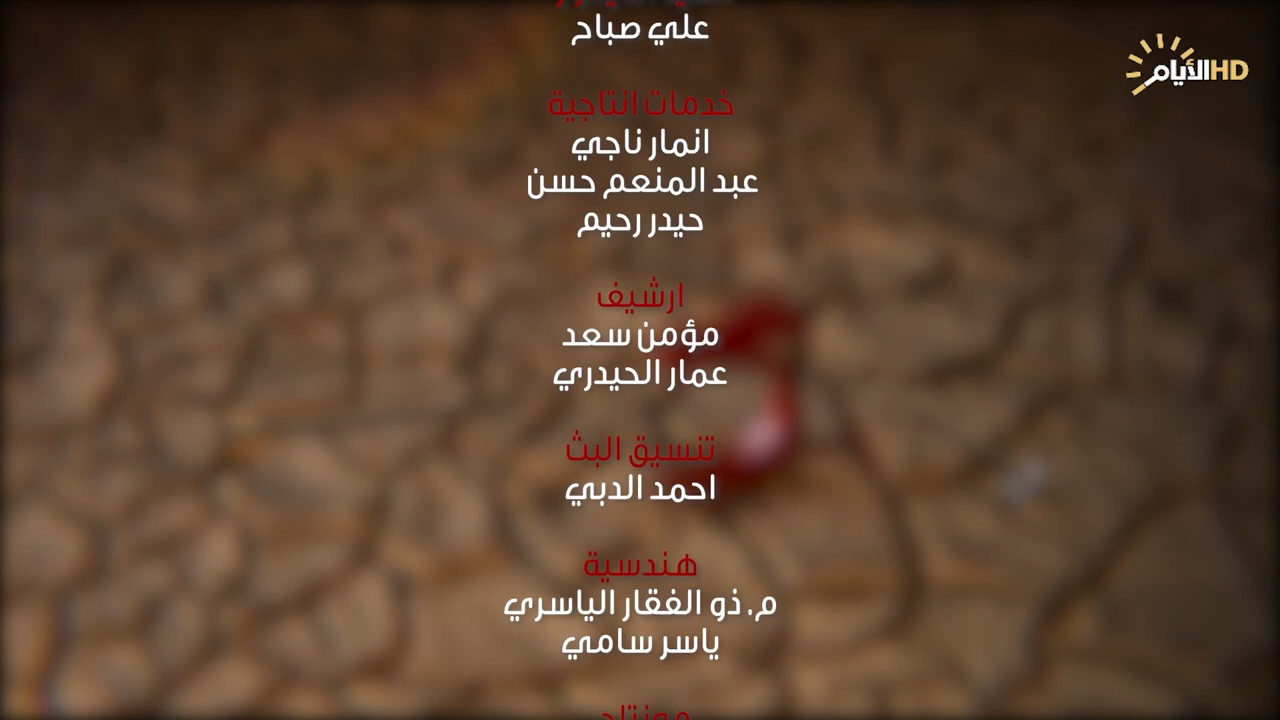 علي صباح
الأيام HD
خدمات انتاجية
انمار ناجي
عبد المنعم حسن
حيدر رحيم
ارشيف
مؤمن سعد
عمار الحيدري
تنسيق البث
احمد الدبي
هندسية
م. ذو الفقار الياسري
ياسر سامي